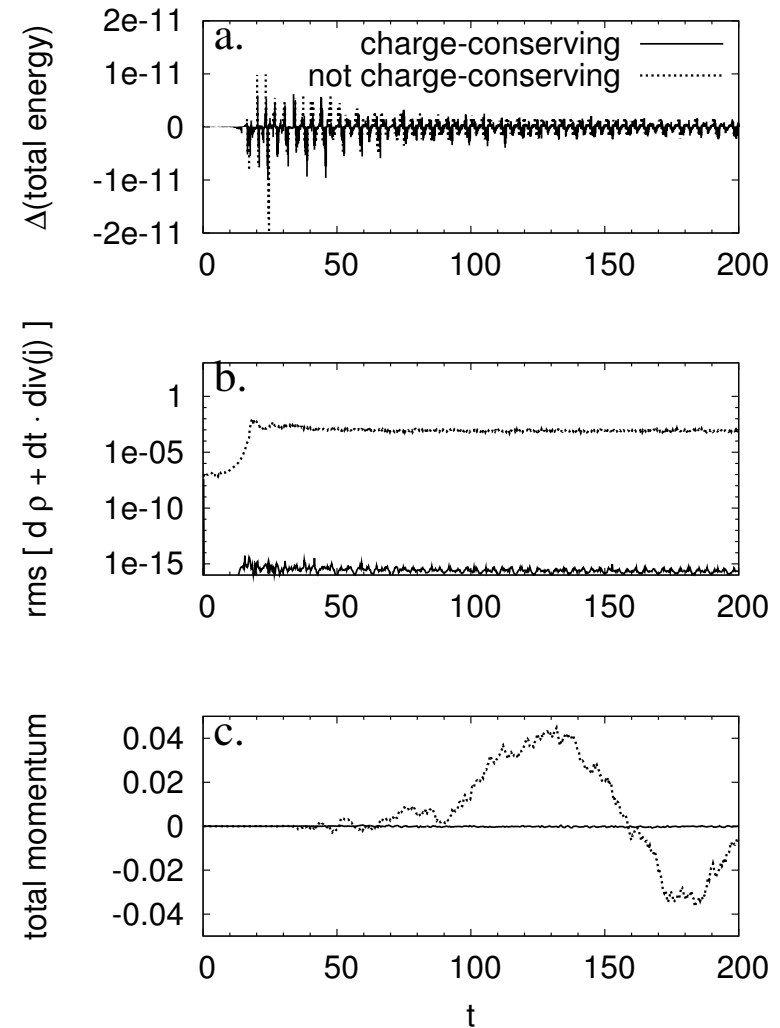 a.
charge-conserving
not charge-conserving
Δ(total energy)
2e-11
1e-11
0
-1e-11
-2e-11
0 50 100 150 200
b.
rms [ d ρ + dt · div(j) ]
1
1e-05
1e-10
1e-15
0 50 100 150 200
c.
total momentum
0.04
0.02
0
-0.02
-0.04
0 50 100 150 200
t